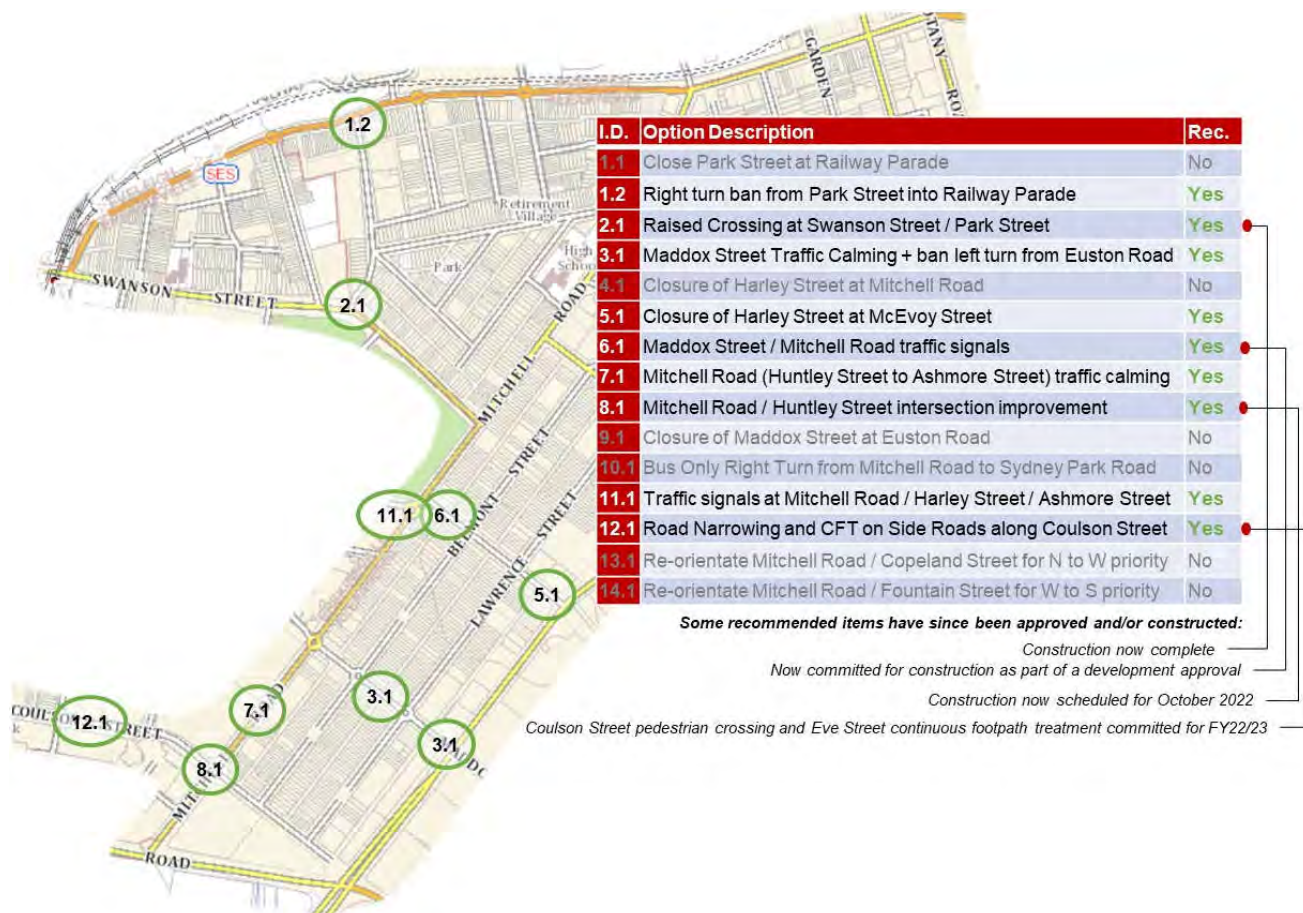 BOTANY ROAD
GARDEN
1.2
SES
Retirement
Village
High
School
Park
SWANSON STREET
2.1
MITCHELL ROAD
BELMONT STREET
LAWRENCE STREET
11.1
6.1
5.1
3.1
7.1
COULSON STREET
12.1
3.1
8.1
ROAD
I.D. Option Description Rec.
1.1 Close Park Street at Railway Parade No
1.2 Right turn ban from Park Street into Railway Parade Yes
2.1 Raised Crossing at Swanson Street / Park Street Yes
3.1 Maddox Street Traffic Calming + ban left turn from Euston Road Yes
4.1 Closure of Harley Street at Mitchell Road No
5.1 Closure of Harley Street at McEvoy Street Yes
6.1 Maddox Street / Mitchell Road traffic signals Yes
7.1 Mitchell Road (Huntley Street to Ashmore Street) traffic calming Yes
8.1 Mitchell Road / Huntley Street intersection improvement Yes
9.1 Closure of Maddox Street at Euston Road No
10.1 Bus Only Right Turn from Mitchell Road to Sydney Park Road No
11.1 Traffic signals at Mitchell Road / Harley Street / Ashmore Street Yes
12.1 Road Narrowing and CFT on Side Roads along Coulson Street Yes
13.1 Re-orientate Mitchell Road / Copeland Street for N to W priority No
14.1 Re-orientate Mitchell Road / Fountain Street for W to S priority No
Some recommended items have since been approved and/or constructed:
Construction now complete
Now committed for construction as part of a development approval
Construction now scheduled for October 2022
Coulson Street pedestrian crossing and Eve Street continuous footpath treatment committed for FY22/23